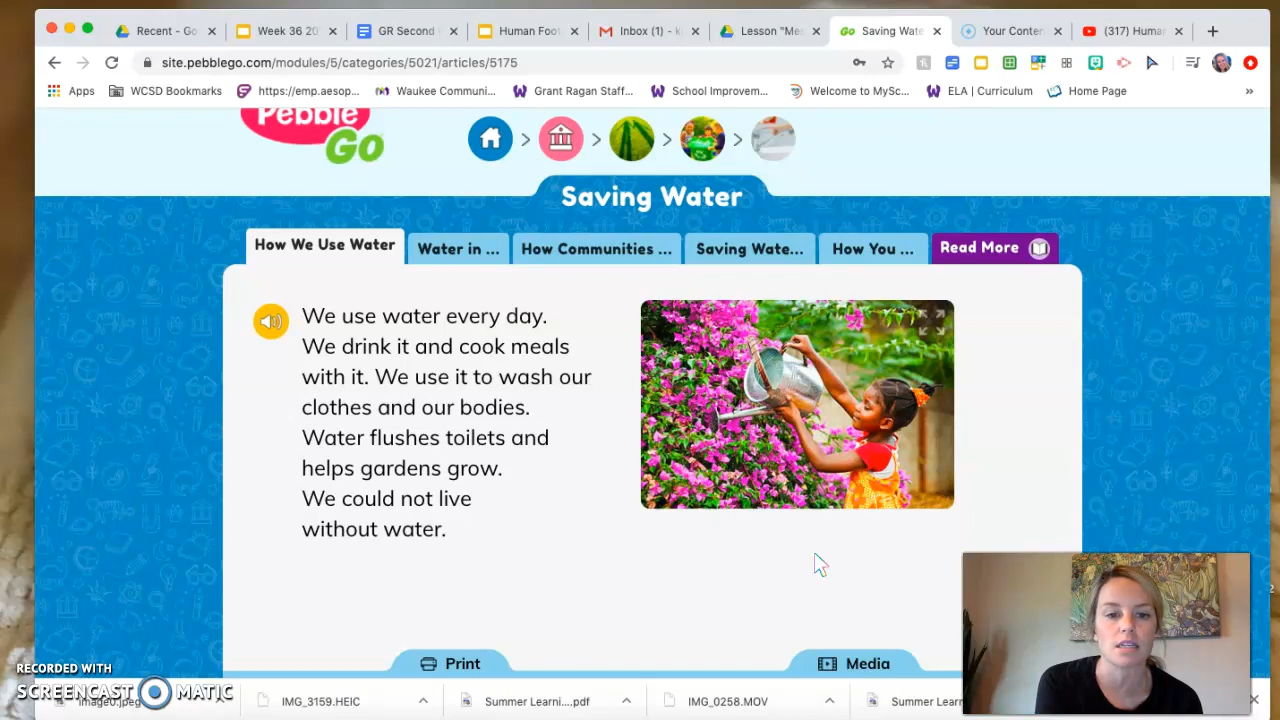 Recent - Go
Week 36 20
GR Second
Human Foo
Inbox (1) - k
Lesson "Me
Saving Wate
Your Conten
(317) Huma
site.pebblego.com/modules/5/categories/5021/articles/5175
Apps
WCSD Bookmarks
https://emp.aesop...
Waukee Communi...
Grant Ragan Staff...
School Improvem...
Welcome to MySc...
ELA | Curriculum
Home Page
»
Pebble
Go
Saving Water
How We Use Water
Water in ...
How Communities ...
Saving Wate...
How You ...
Read More
We use water every day.
We drink it and cook meals
with it. We use it to wash our
clothes and our bodies.
Water flushes toilets and
helps gardens grow.
We could not live
without water.
Print
Media
RECORDED WITH
SCREENCAST MATIC
image0.jpeg
IMG_3159.HEIC
Summer Learni....pdf
IMG_0258.MOV
Summer Learn